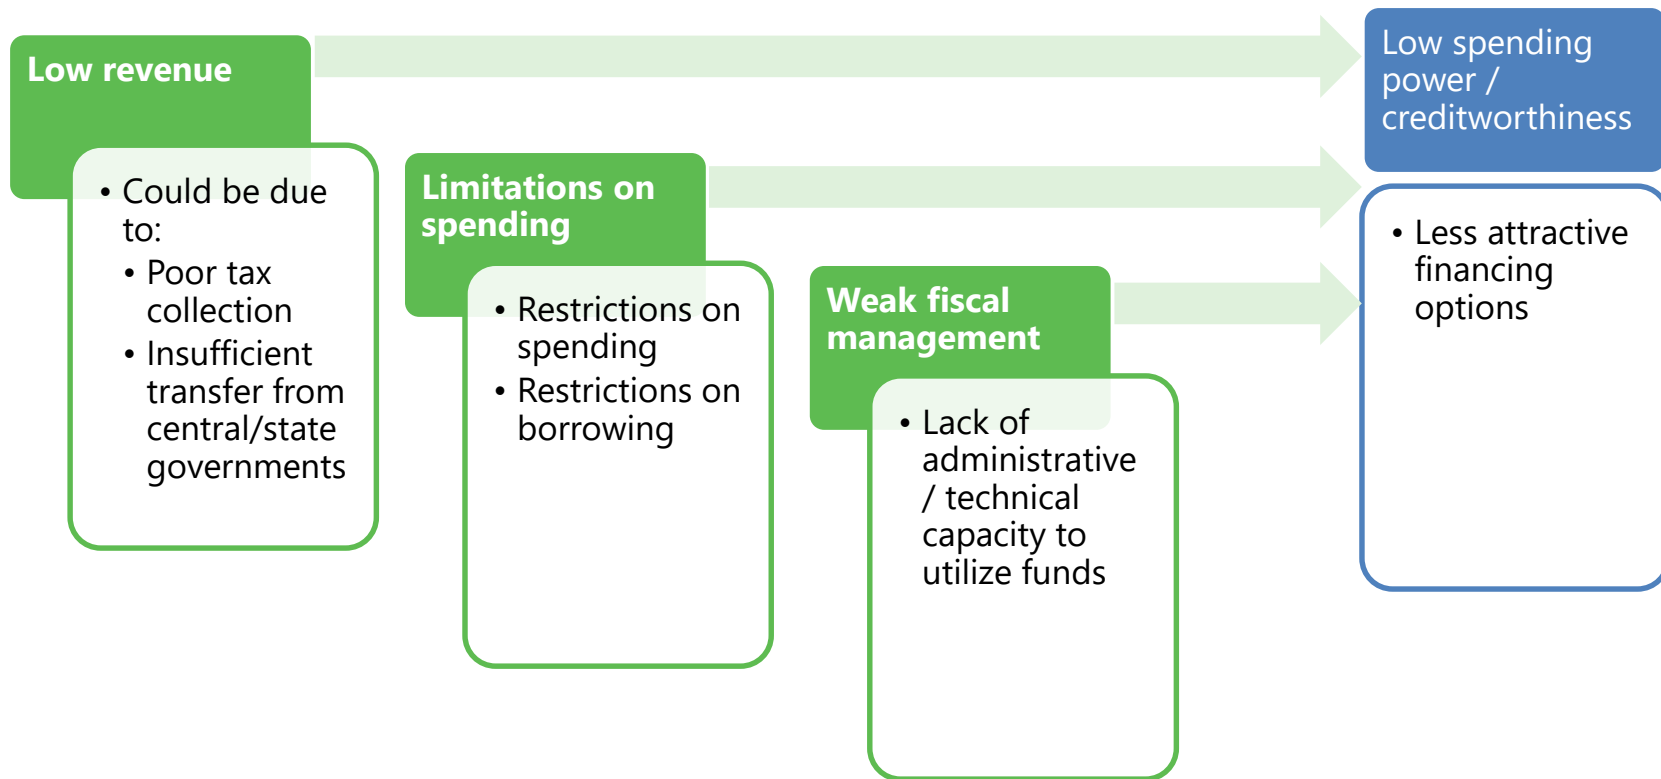 Low revenue
• Could be due
to:
• Poor tax
collection
• Insufficient
transfer from
central/state
governments
Limitations on
spending
• Restrictions on
spending
• Restrictions on
borrowing
Weak fiscal
management
• Lack of
administrative
/ technical
capacity to
utilize funds
Low spending
power /
creditworthiness
• Less attractive
financing
options